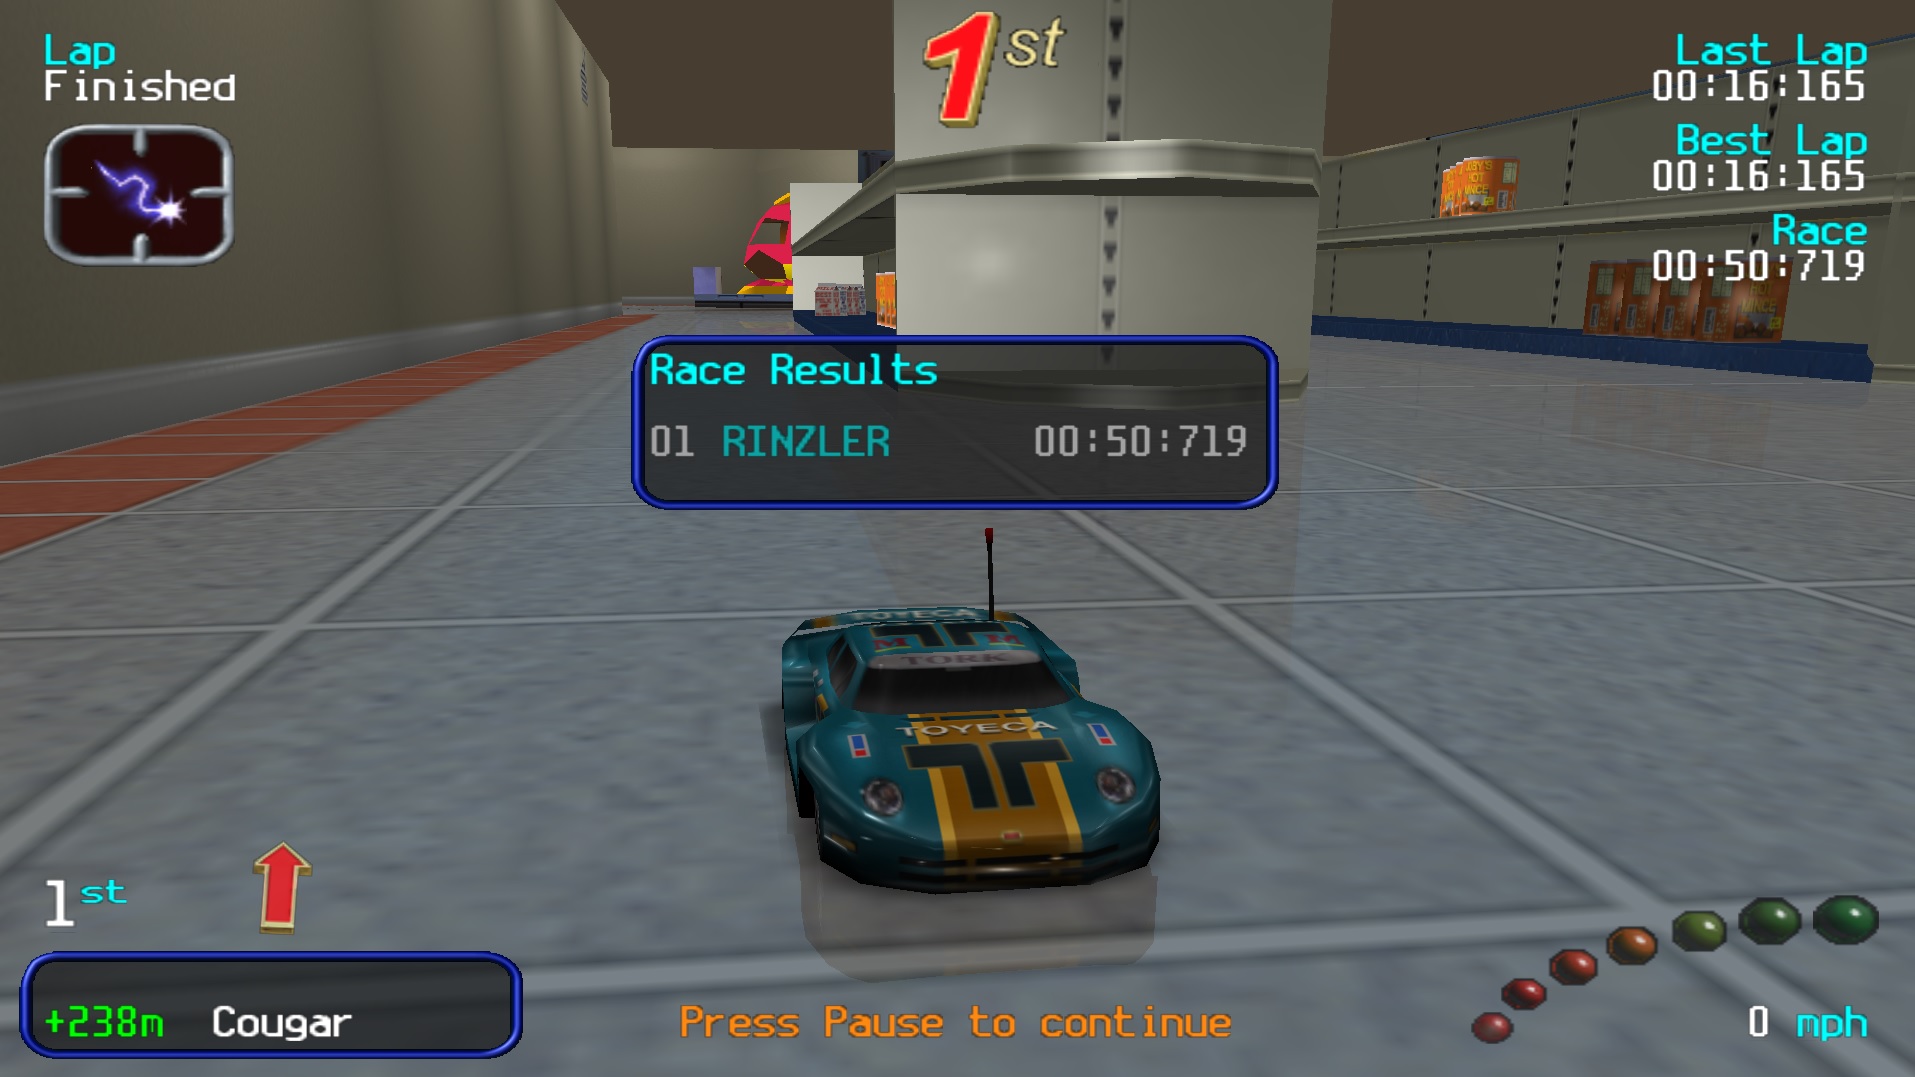 Lap
Finished
1st
Last Lap
00:16:165
Best Lap
00:16:165
Race
00:50:719
Race Results
01 RINZLER 00:50:719
TOYECA
M M
TORK
TOYECA
1st
+238m Cougar
Press Pause to continue
0 mph